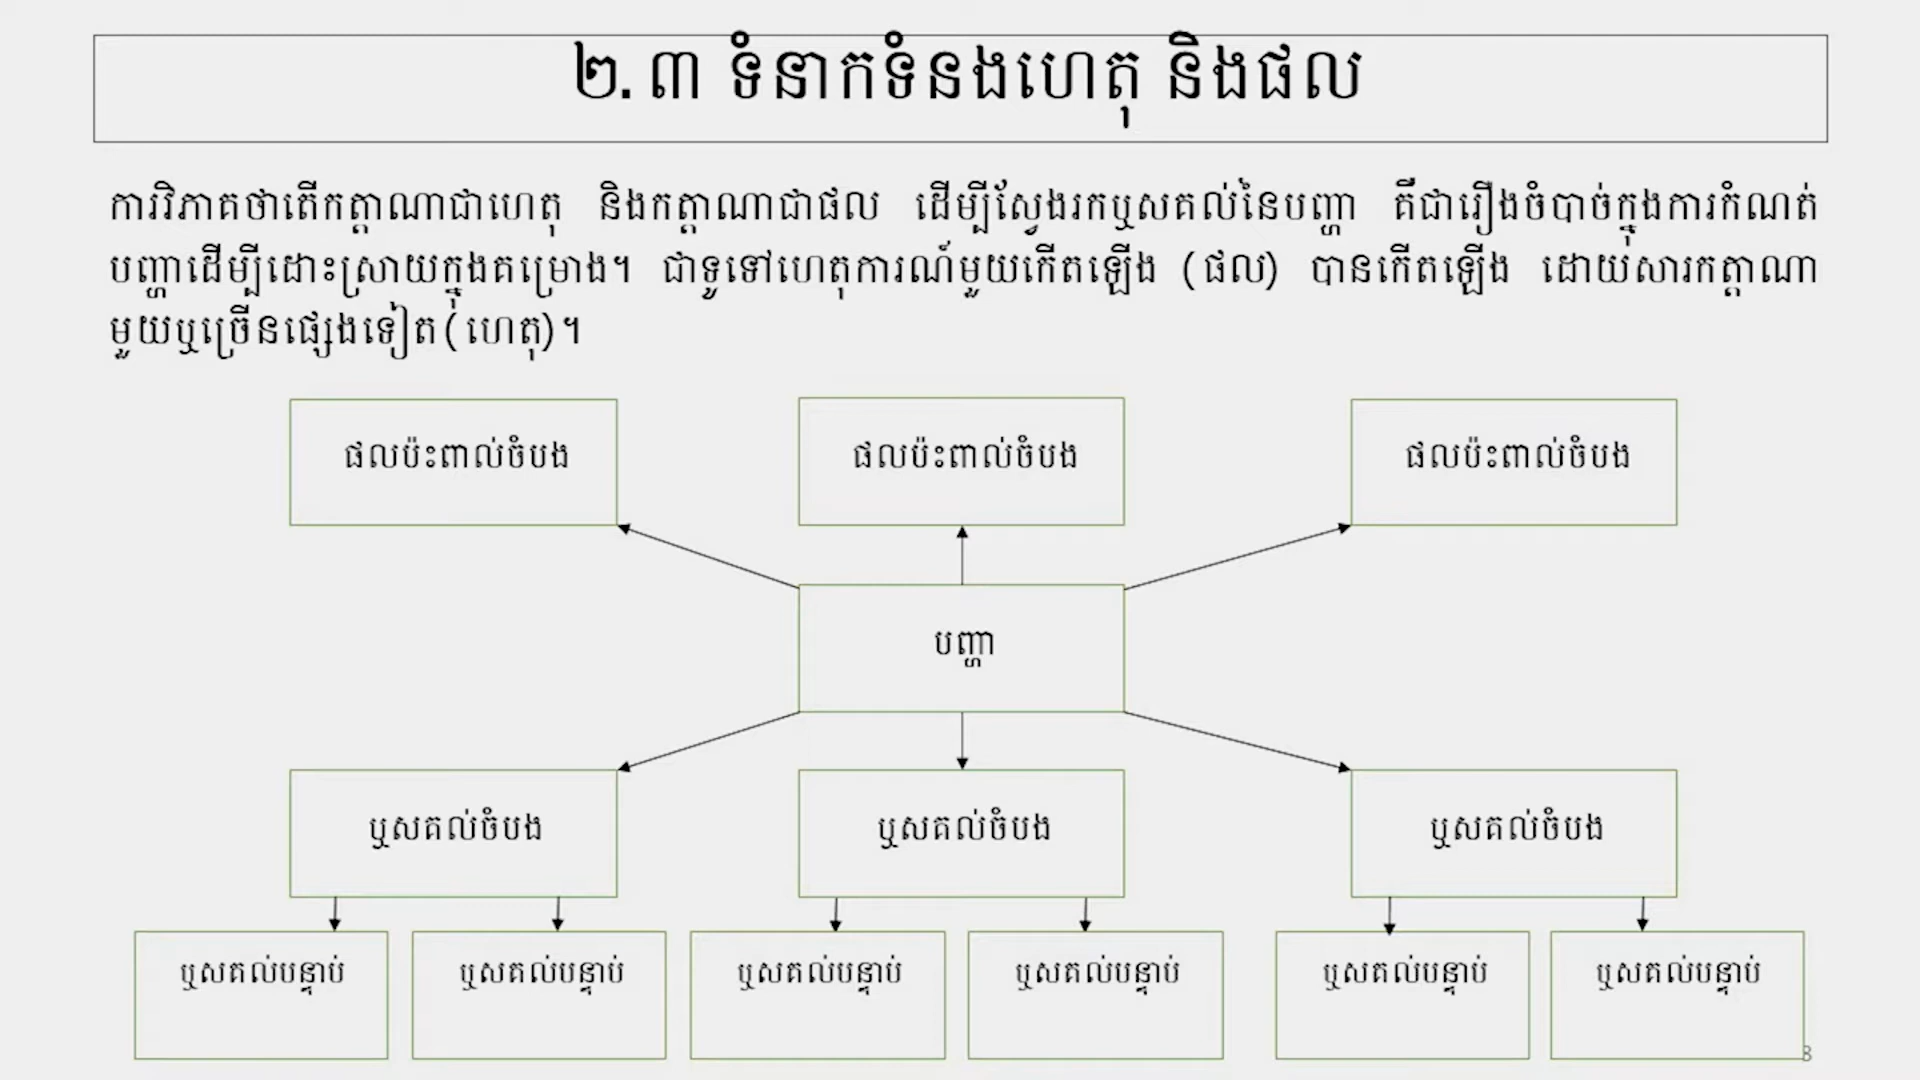 ២.៣ ទំនាកទំនងហេតុ និងផល
ការវិភាគថាតើកត្តាណាជាហេតុ និងកត្តាណាជាផល ដើម្បីស្វែងរកឬសគល់នៃបញ្ហា គឺជារឿងចំបាច់ក្នុងការកំណត់
បញ្ហាដើម្បីដោះស្រាយក្នុងគម្រោង។ ជាទូទៅហេតុការណ៍មួយកើតឡើង (ផល) បានកើតឡើង ដោយសារកត្តាណា
មួយឬច្រើនផ្សេងទៀត(ហេតុ)។
ផលប៉ះពាល់ចំបង ផលប៉ះពាល់ចំបង ផលប៉ះពាល់ចំបង
បញ្ហា
ឬសគល់ចំបង ឬសគល់ចំបង ឬសគល់ចំបង
ឬសគល់បន្ទាប់ ឬសគល់បន្ទាប់ ឬសគល់បន្ទាប់ ឬសគល់បន្ទាប់ ឬសគល់បន្ទាប់ ឬសគល់បន្ទាប់
8